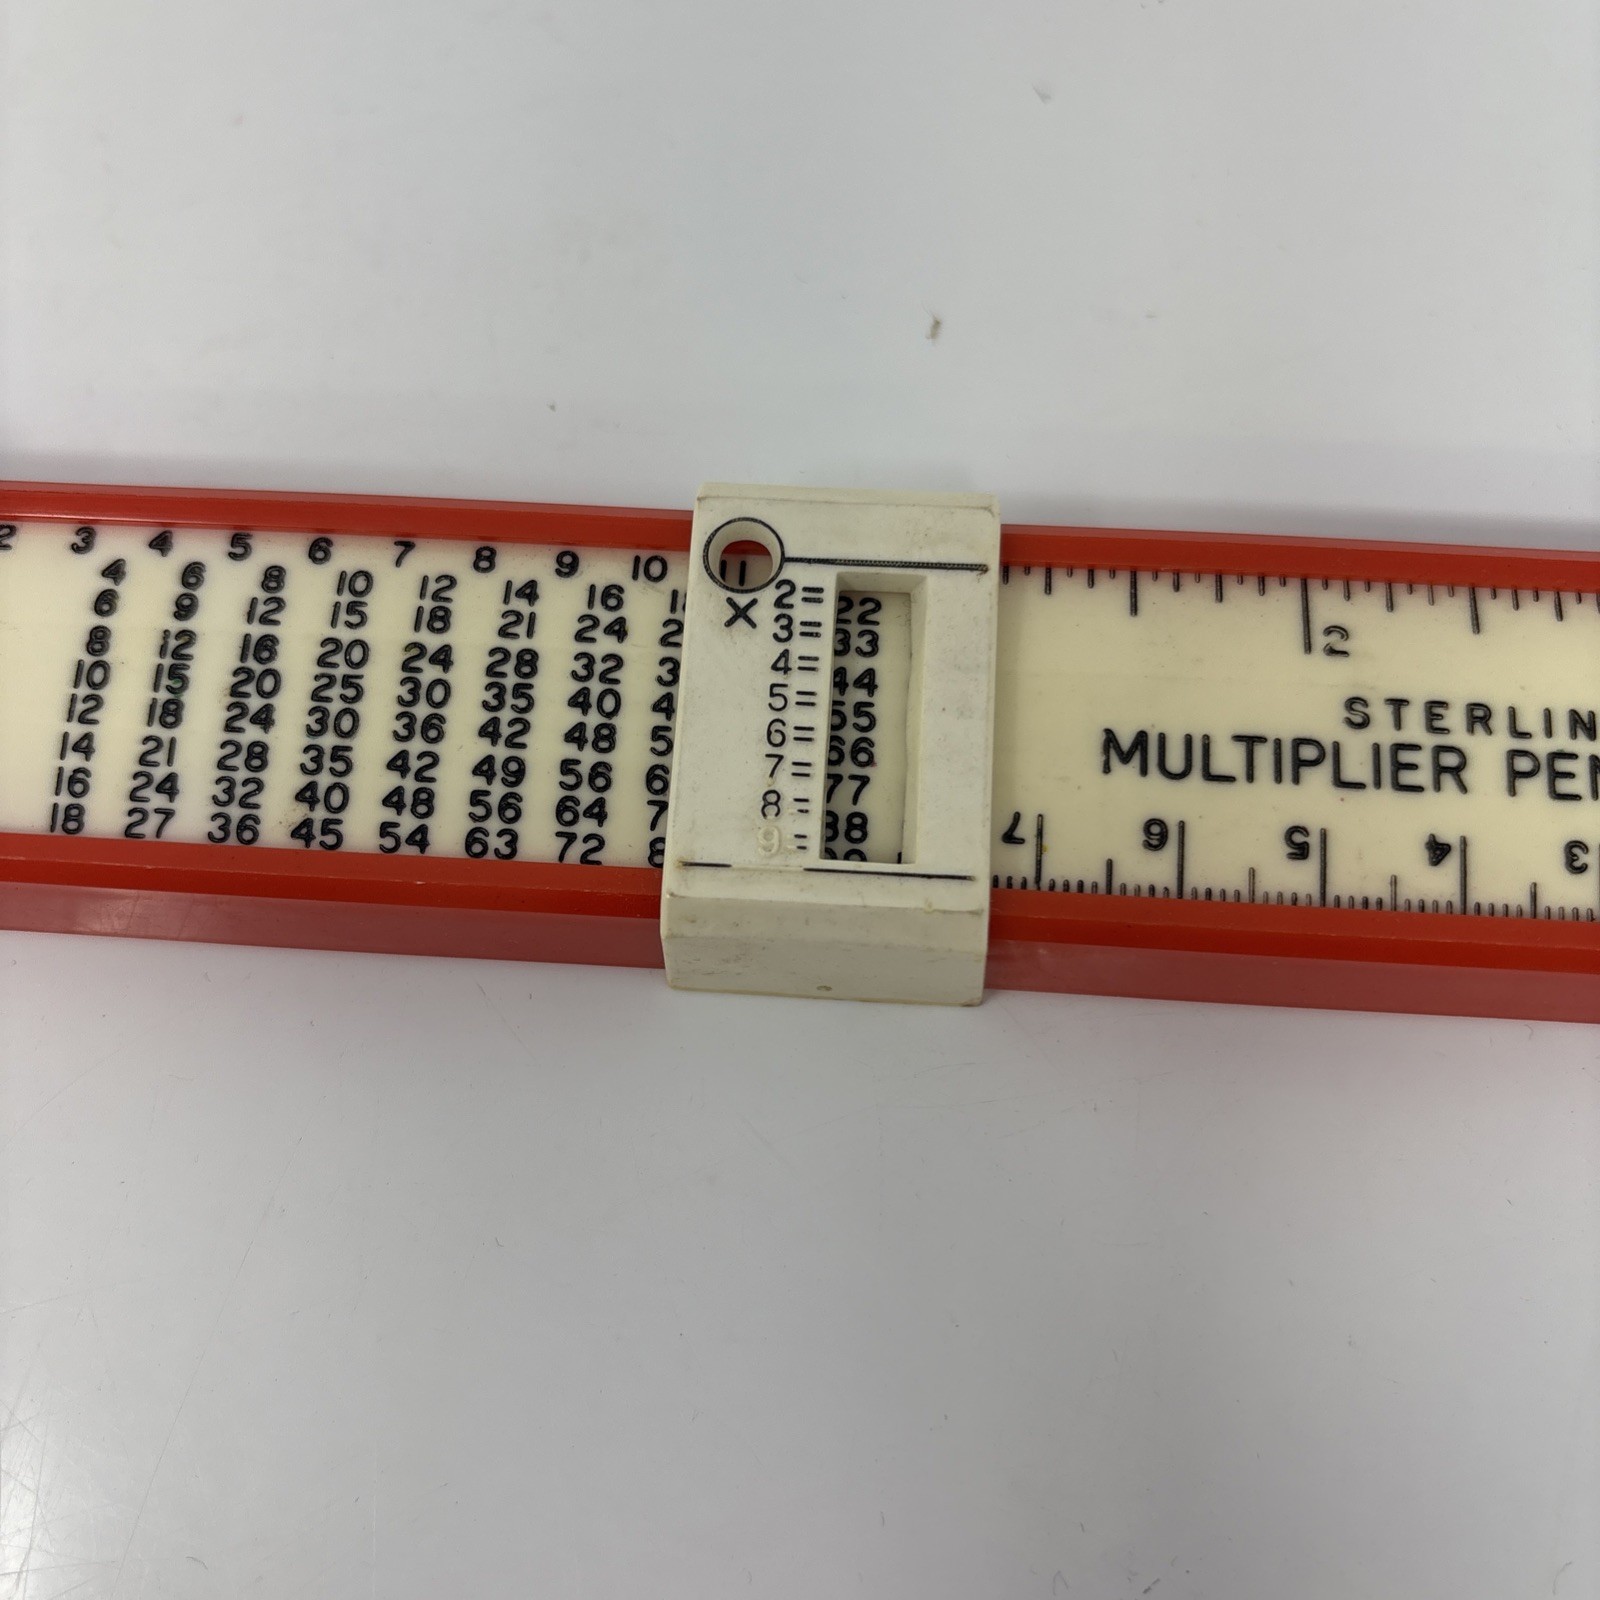 2 3 4 5 6 7 8 9 10 11
4 6 8 10 12 14 16 2= 22
6 9 12 15 18 21 24 X 3= 33
8 12 16 20 24 28 32 4= 44
10 15 20 25 30 35 40 5= 55
12 18 24 30 36 42 48 6= 66
14 21 28 35 42 49 56 7= 77
16 24 32 40 48 56 64 8= 88
18 27 36 45 54 63 72 9=
2
STERLIN
MULTIPLIER PEN
7 6 5 4 3